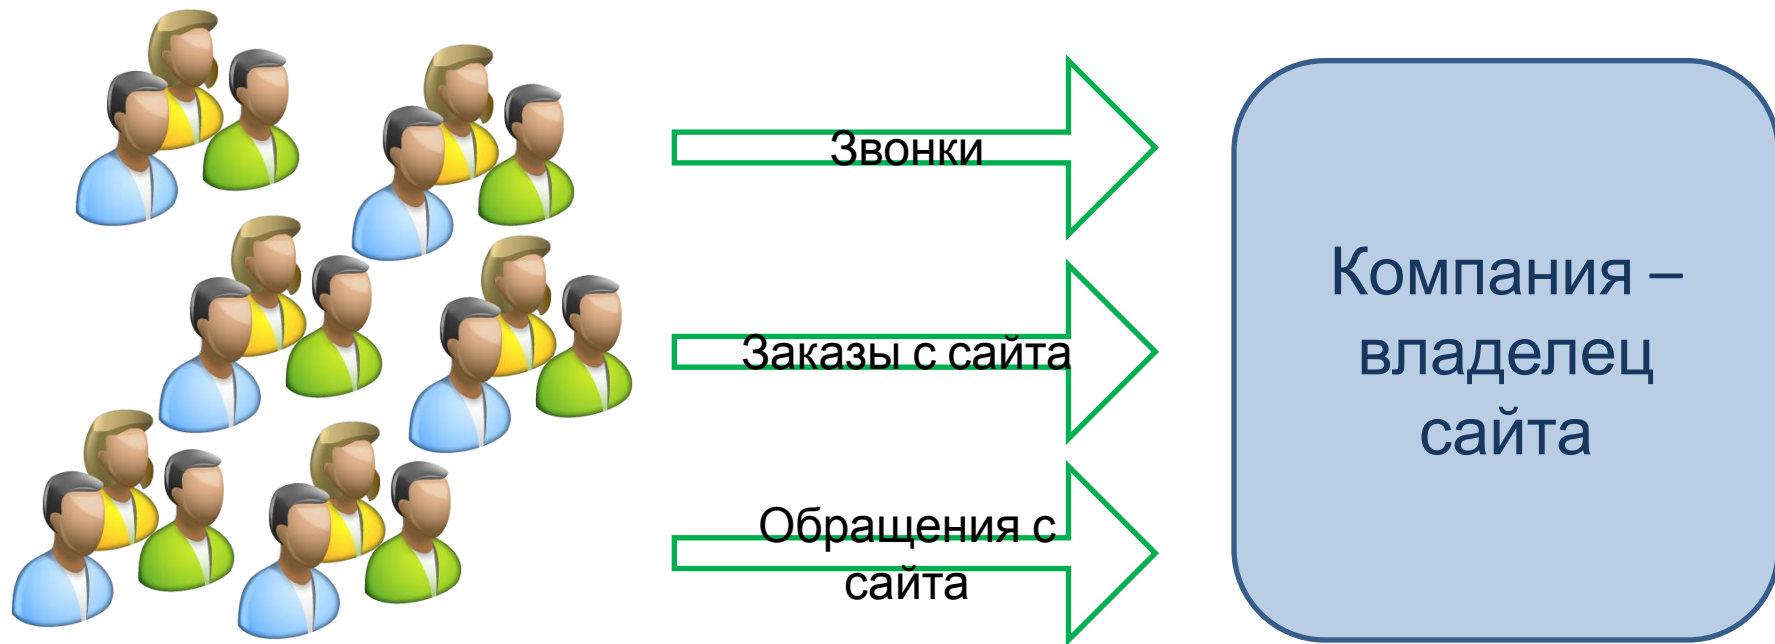 Звонки
Заказы с сайта
Обращения с
сайта
Компания –
владелец
сайта